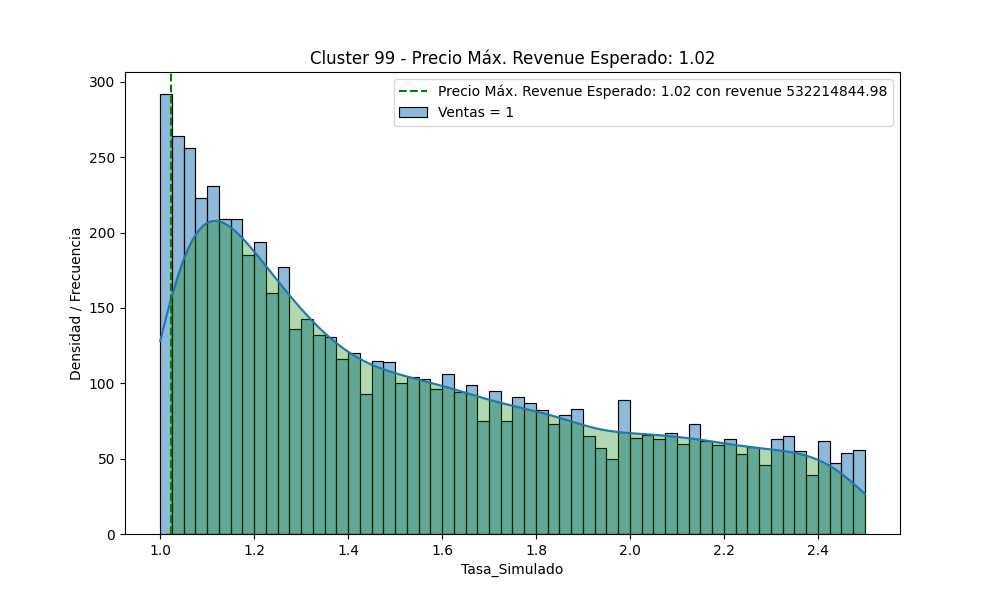 Cluster 99 - Precio Máx. Revenue Esperado: 1.02
Precio Máx. Revenue Esperado: 1.02 con revenue 532214844.98
Ventas = 1
Densidad / Frecuencia
300
250
200
150
100
50
0
1.0 1.2 1.4 1.6 1.8 2.0 2.2 2.4
Tasa_Simulado